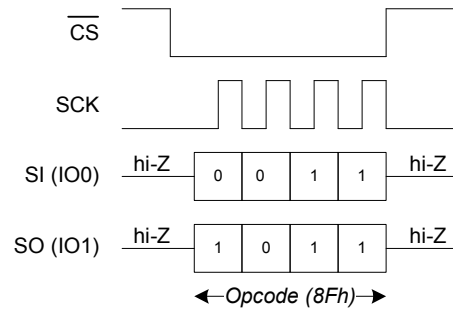 CS
SCK
hi-Z hi-Z
SI (IO0) 0 0 1 1
hi-Z hi-Z
SO (IO1) 1 0 1 1
Opcode (8Fh)